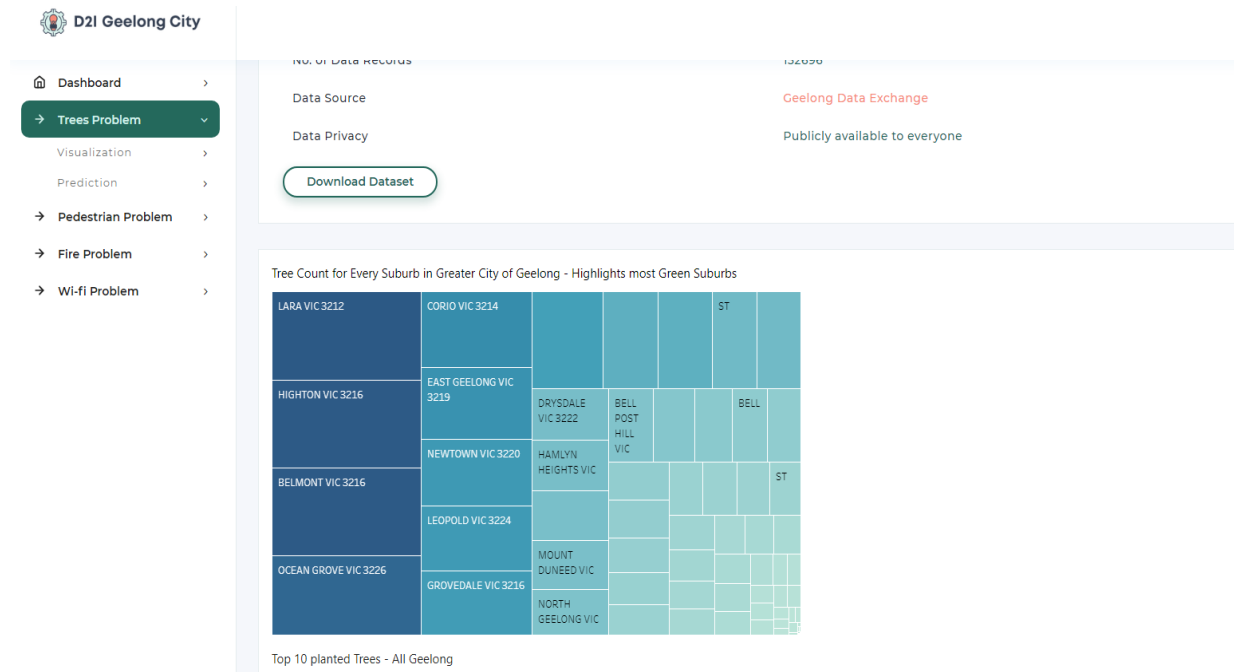 D2I Geelong City
Dashboard
Trees Problem
Visualization
Prediction
Pedestrian Problem
Fire Problem
Wi-fi Problem
No. of Data Records 132696
Data Source Geelong Data Exchange
Data Privacy Publicly available to everyone
Download Dataset
Tree Count for Every Suburb in Greater City of Geelong - Highlights most Green Suburbs
LARA VIC 3212
HIGHTON VIC 3216
BELMONT VIC 3216
OCEAN GROVE VIC 3226
CORIO VIC 3214
EAST GEELONG VIC
3219
NEWTOWN VIC 3220
LEOPOLD VIC 3224
GROVEDALE VIC 3216
ST
DRYSDALE
VIC 3222
HAMLYN
HEIGHTS VIC
MOUNT
DUNEED VIC
NORTH
GEELONG VIC
BELL
POST
HILL
VIC
BELL
ST
Top 10 planted Trees - All Geelong